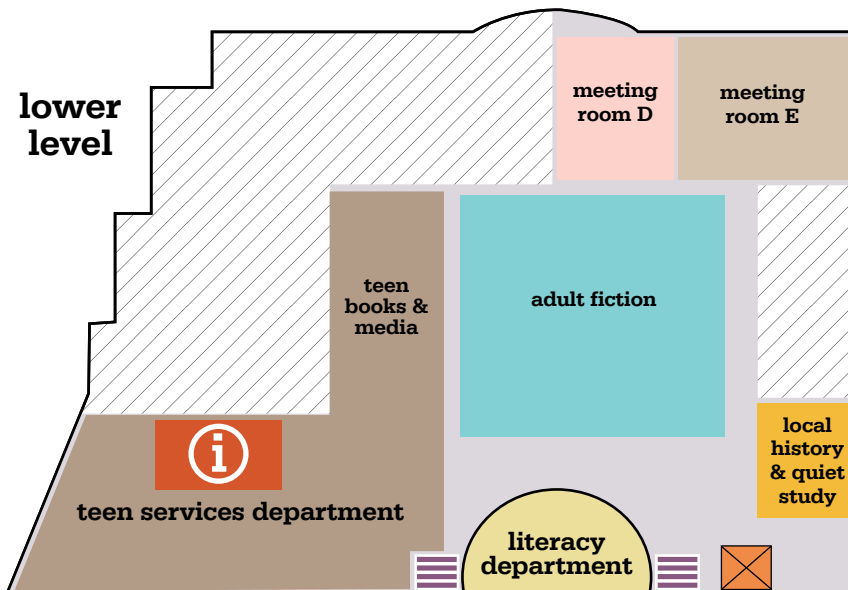 lower
level
meeting
room D
meeting
room E
teen
books &
media
adult fiction
local
history
& quiet
study
i
teen services department
literacy
department